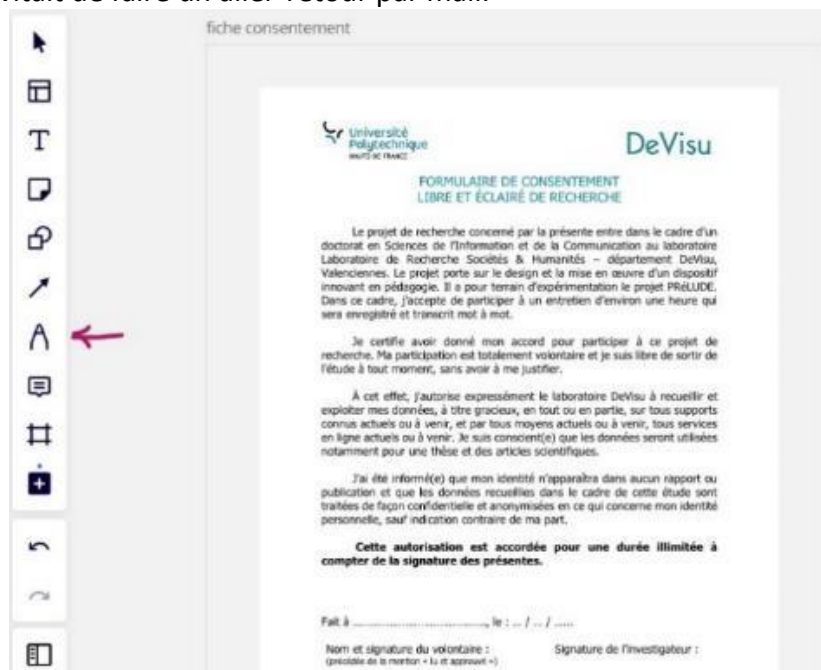 fiche consentement
Université
Polytechnique
HAUTS-DE-FRANCE
DeVisu
FORMULAIRE DE CONSENTEMENT
LIBRE ET ÉCLAIRÉ DE RECHERCHE
Le projet de recherche concerné par la présente entre dans le cadre d'un
doctorat en Sciences de l'Information et de la Communication au laboratoire
Laboratoire de Recherche Sociétés & Humanités – département DeVisu,
Valenciennes. Le projet porte sur le design et la mise en œuvre d'un dispositif
innovant en pédagogie. Il a pour terrain d'expérimentation le projet PRéLUDE.
Dans ce cadre, j'accepte de participer à un entretien d'environ une heure qui
sera enregistré et transcrit mot à mot.
Je certifie avoir donné mon accord pour participer à ce projet de
recherche. Ma participation est totalement volontaire et je suis libre de sortir de
l'étude à tout moment, sans avoir à me justifier.
À cet effet, j'autorise expressément le laboratoire DeVisu à recueillir et
exploiter mes données, à titre gracieux, en tout ou en partie, sur tous supports
connus actuels ou à venir, et par tous moyens actuels ou à venir, tous services
en ligne actuels ou à venir. Je suis conscient(e) que les données seront utilisées
notamment pour une thèse et des articles scientifiques.
J'ai été informé(e) que mon identité n'apparaîtra dans aucun rapport ou
publication et que les données recueillies dans le cadre de cette étude sont
traitées de façon confidentielle et anonymisées en ce qui concerne mon identité
personnelle, sauf indication contraire de ma part.
Cette autorisation est accordée pour une durée illimitée à
compter de la signature des présentes.
Fait à ................................., le : ... / ... / .....
Nom et signature du volontaire : Signature de l'investigateur :
(précédée de la mention « lu et approuvé »)